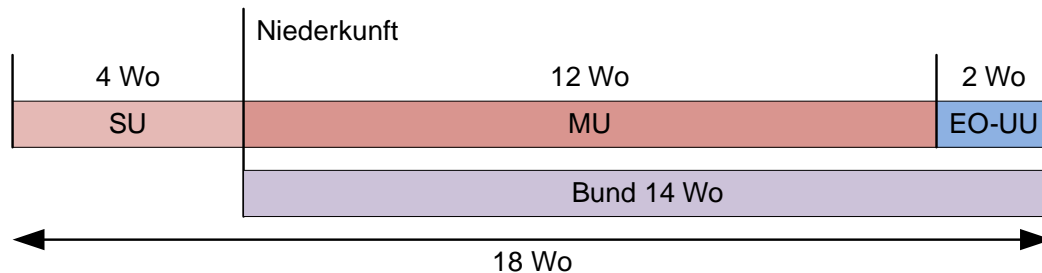 Niederkunft
4 Wo
12 Wo
2 Wo
SU
MU
EO-UU
Bund 14 Wo
18 Wo